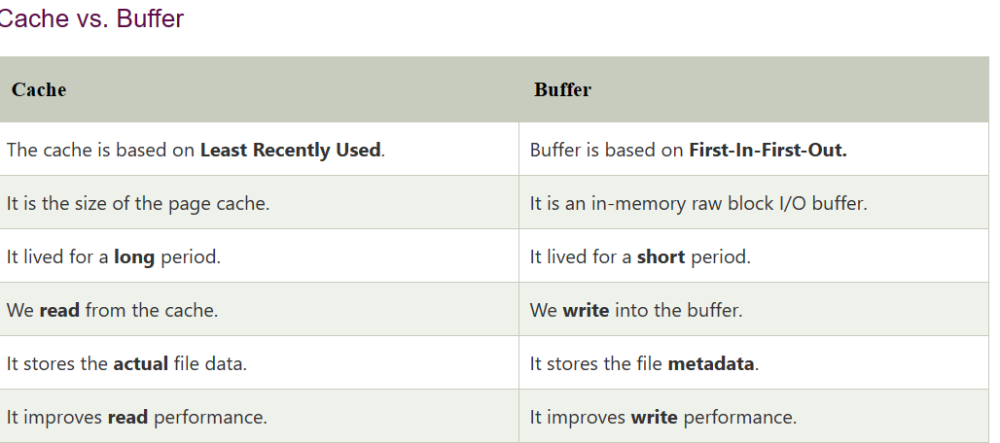 Cache vs. Buffer
Cache
Buffer
The cache is based on Least Recently Used.
Buffer is based on First-In-First-Out.
It is the size of the page cache.
It is an in-memory raw block I/O buffer.
It lived for a long period.
It lived for a short period.
We read from the cache.
We write into the buffer.
It stores the actual file data.
It stores the file metadata.
It improves read performance.
It improves write performance.